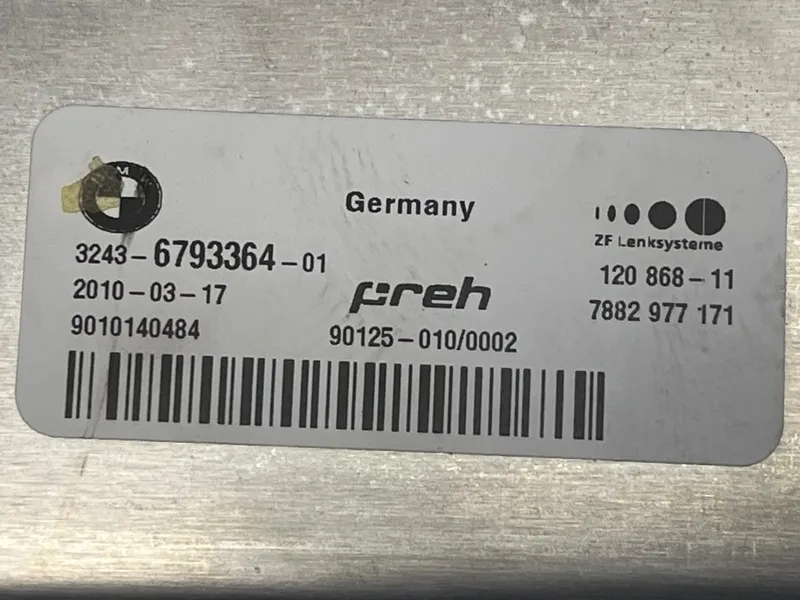 Germany
ZF Lenksysteme
3243-6793364-01
120 868-11
2010-03-17
preh
7882 977 171
9010140484
90125-010/0002